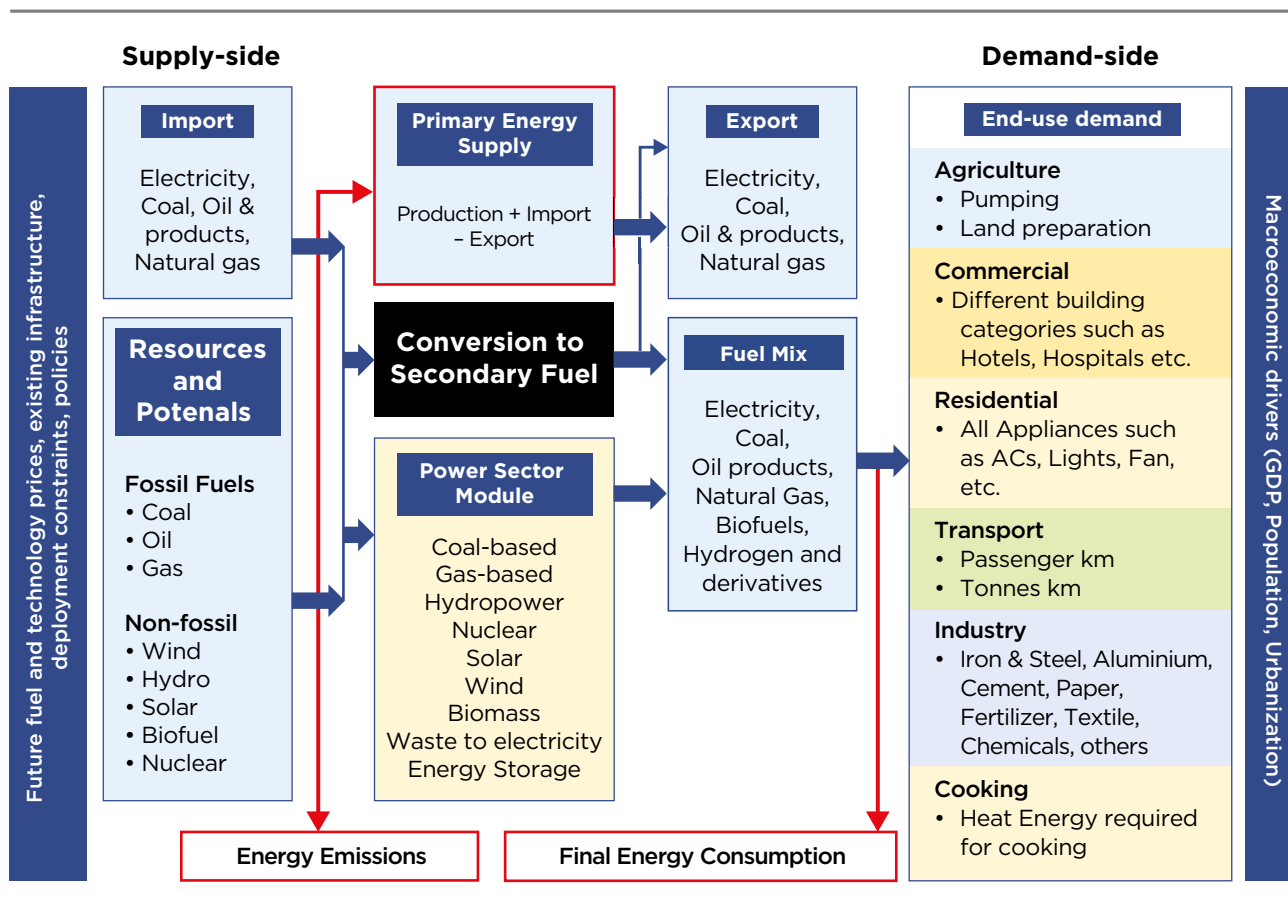 Supply-side
Demand-side
Future fuel and technology prices, existing infrastructure,
deployment constraints, policies
Import
Electricity,
Coal, Oil &
products,
Natural gas
Resources
and
Potenals
Fossil Fuels
• Coal
• Oil
• Gas
Non-fossil
• Wind
• Hydro
• Solar
• Biofuel
• Nuclear
Primary Energy
Supply
Production + Import
– Export
Conversion to
Secondary Fuel
Power Sector
Module
Coal-based
Gas-based
Hydropower
Nuclear
Solar
Wind
Biomass
Waste to electricity
Energy Storage
Export
Electricity,
Coal,
Oil & products,
Natural gas
Fuel Mix
Electricity,
Coal,
Oil products,
Natural Gas,
Biofuels,
Hydrogen and
derivatives
End-use demand
Agriculture
• Pumping
• Land preparation
Commercial
• Different building
categories such as
Hotels, Hospitals etc.
Residential
• All Appliances such
as ACs, Lights, Fan,
etc.
Transport
• Passenger km
• Tonnes km
Industry
• Iron & Steel, Aluminium,
Cement, Paper,
Fertilizer, Textile,
Chemicals, others
Cooking
• Heat Energy required
for cooking
Macroeconomic drivers (GDP, Population, Urbanization)
Energy Emissions
Final Energy Consumption